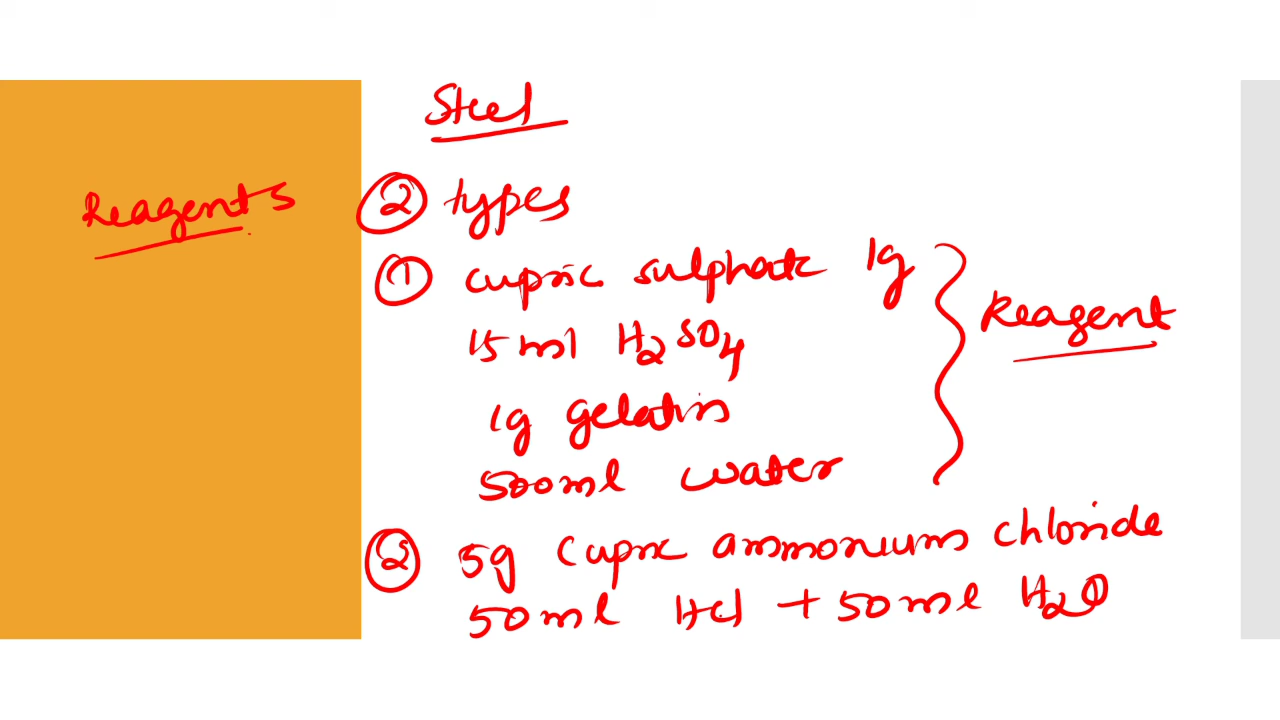 Reagents
Steel
② types
① cupric sulphate 1g
15 ml H₂SO₄
1g gelatin
500ml water
Reagent
② 5g Cupric ammonium chloride
50ml Hcl + 50ml H₂O